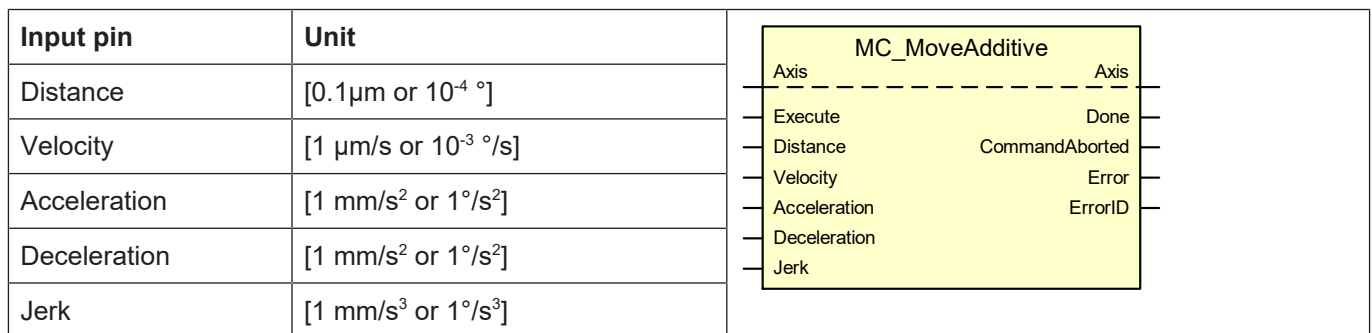 Input pin Unit
Distance [0.1µm or 10⁻⁴ °]
Velocity [1 µm/s or 10⁻³ °/s]
Acceleration [1 mm/s² or 1°/s²]
Deceleration [1 mm/s² or 1°/s²]
Jerk [1 mm/s³ or 1°/s³]
MC_MoveAdditive
Axis Axis
Execute Done
Distance CommandAborted
Velocity Error
Acceleration ErrorID
Deceleration
Jerk